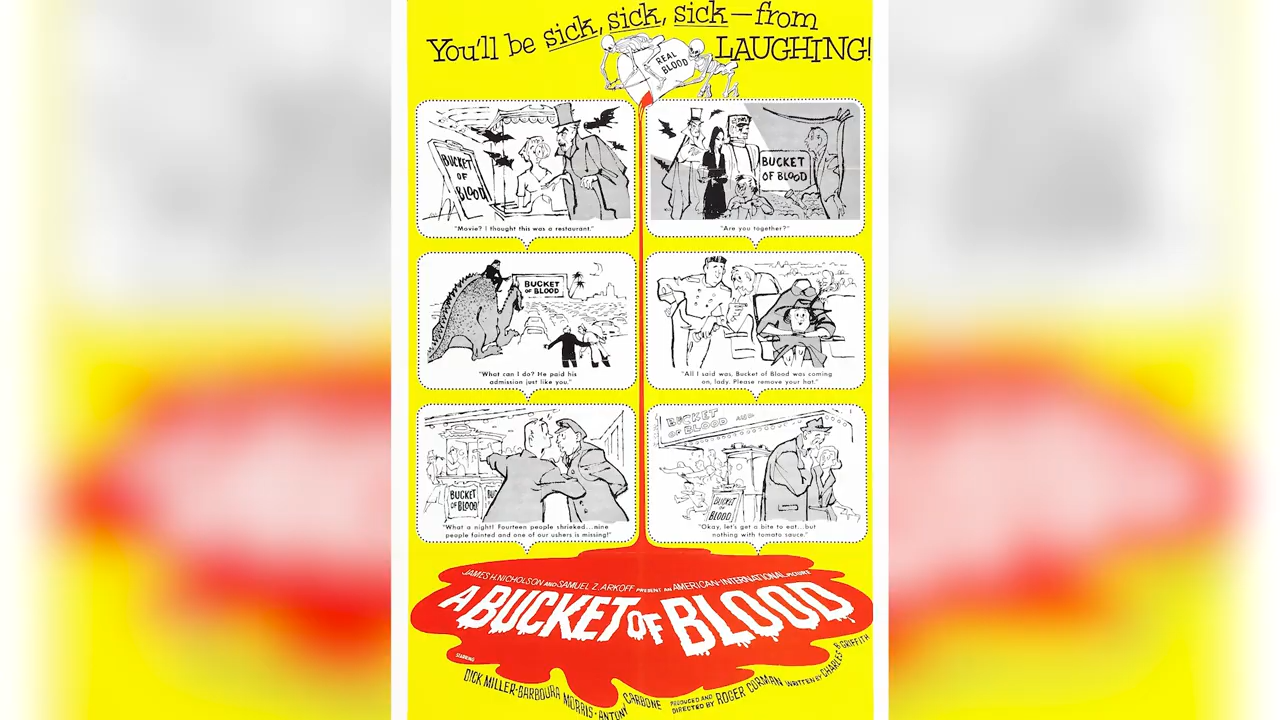 You'll be sick, sick, sick—from
LAUGHING!
REAL
BLOOD
BUCKET
OF
BLOOD
"Movie? I thought this was a restaurant."
BUCKET
OF BLOOD
"Are you together?"
BUCKET
OF BLOOD
"What can I do? He paid his
admission just like you."
"All I said was, Bucket of Blood was coming
on, lady. Please remove your hat."
BUCKET
OF BLOOD
BU
"What a night! Fourteen people shrieked...nine
people fainted and one of our ushers is missing!"
BUCKET
OF BLOOD AND
BUCKET
OF
BLOOD
"Okay, let's get a bite to eat...but
nothing with tomato sauce."
JAMES H. NICHOLSON AND SAMUEL Z. ARKOFF PRESENT AN AMERICAN-INTERNATIONAL PICTURE
A BUCKET OF BLOOD
STARRING
DICK MILLER · BARBOURA MORRIS · ANTONY CARBONE
PRODUCED AND
DIRECTED BY ROGER CORMAN WRITTEN BY CHARLES B. GRIFFITH